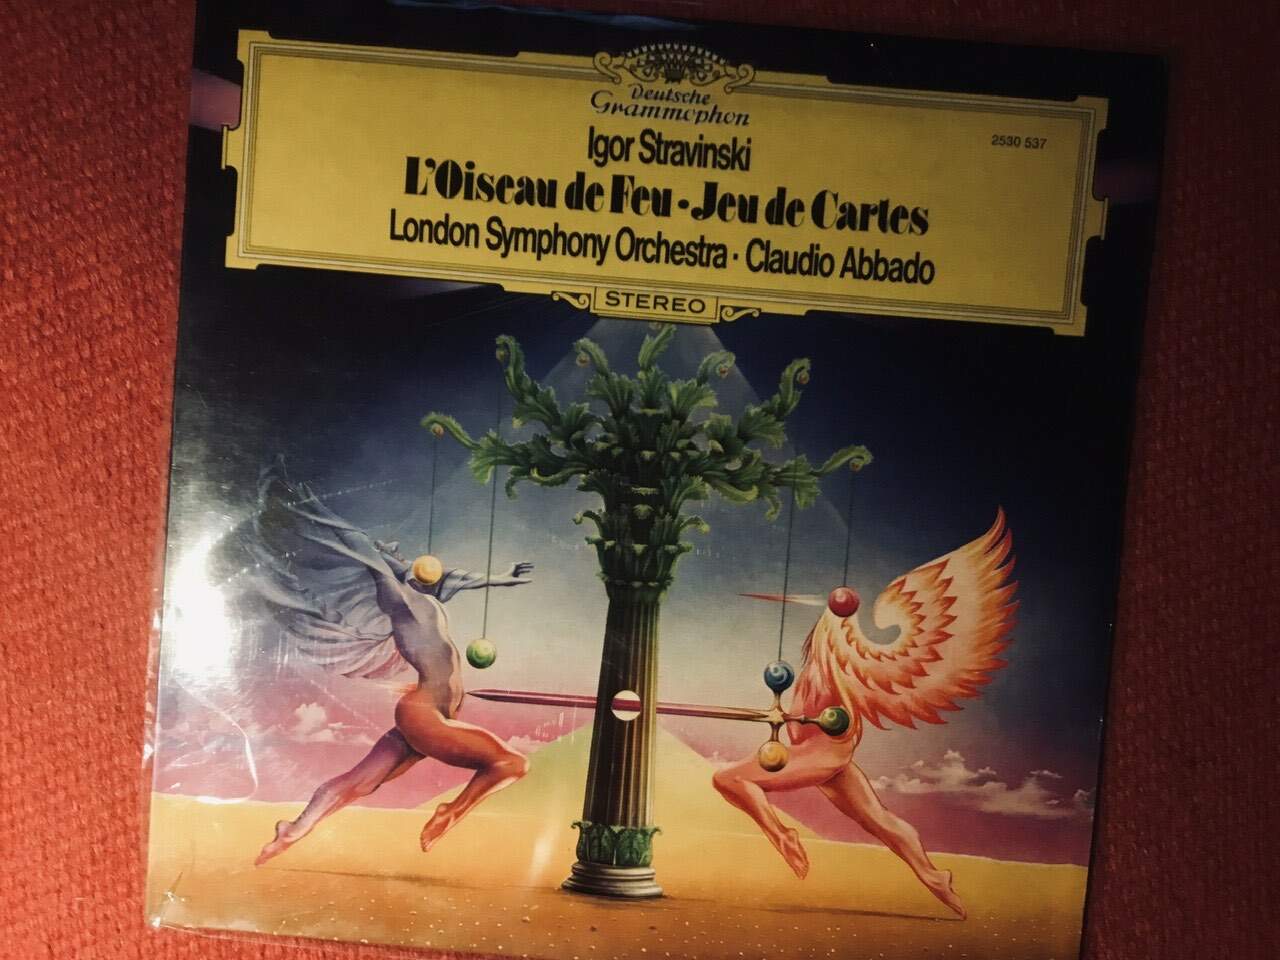 Deutsche
Grammophon
Igor Stravinski
2530 537
L'Oiseau de Feu • Jeu de Cartes
London Symphony Orchestra · Claudio Abbado
STEREO